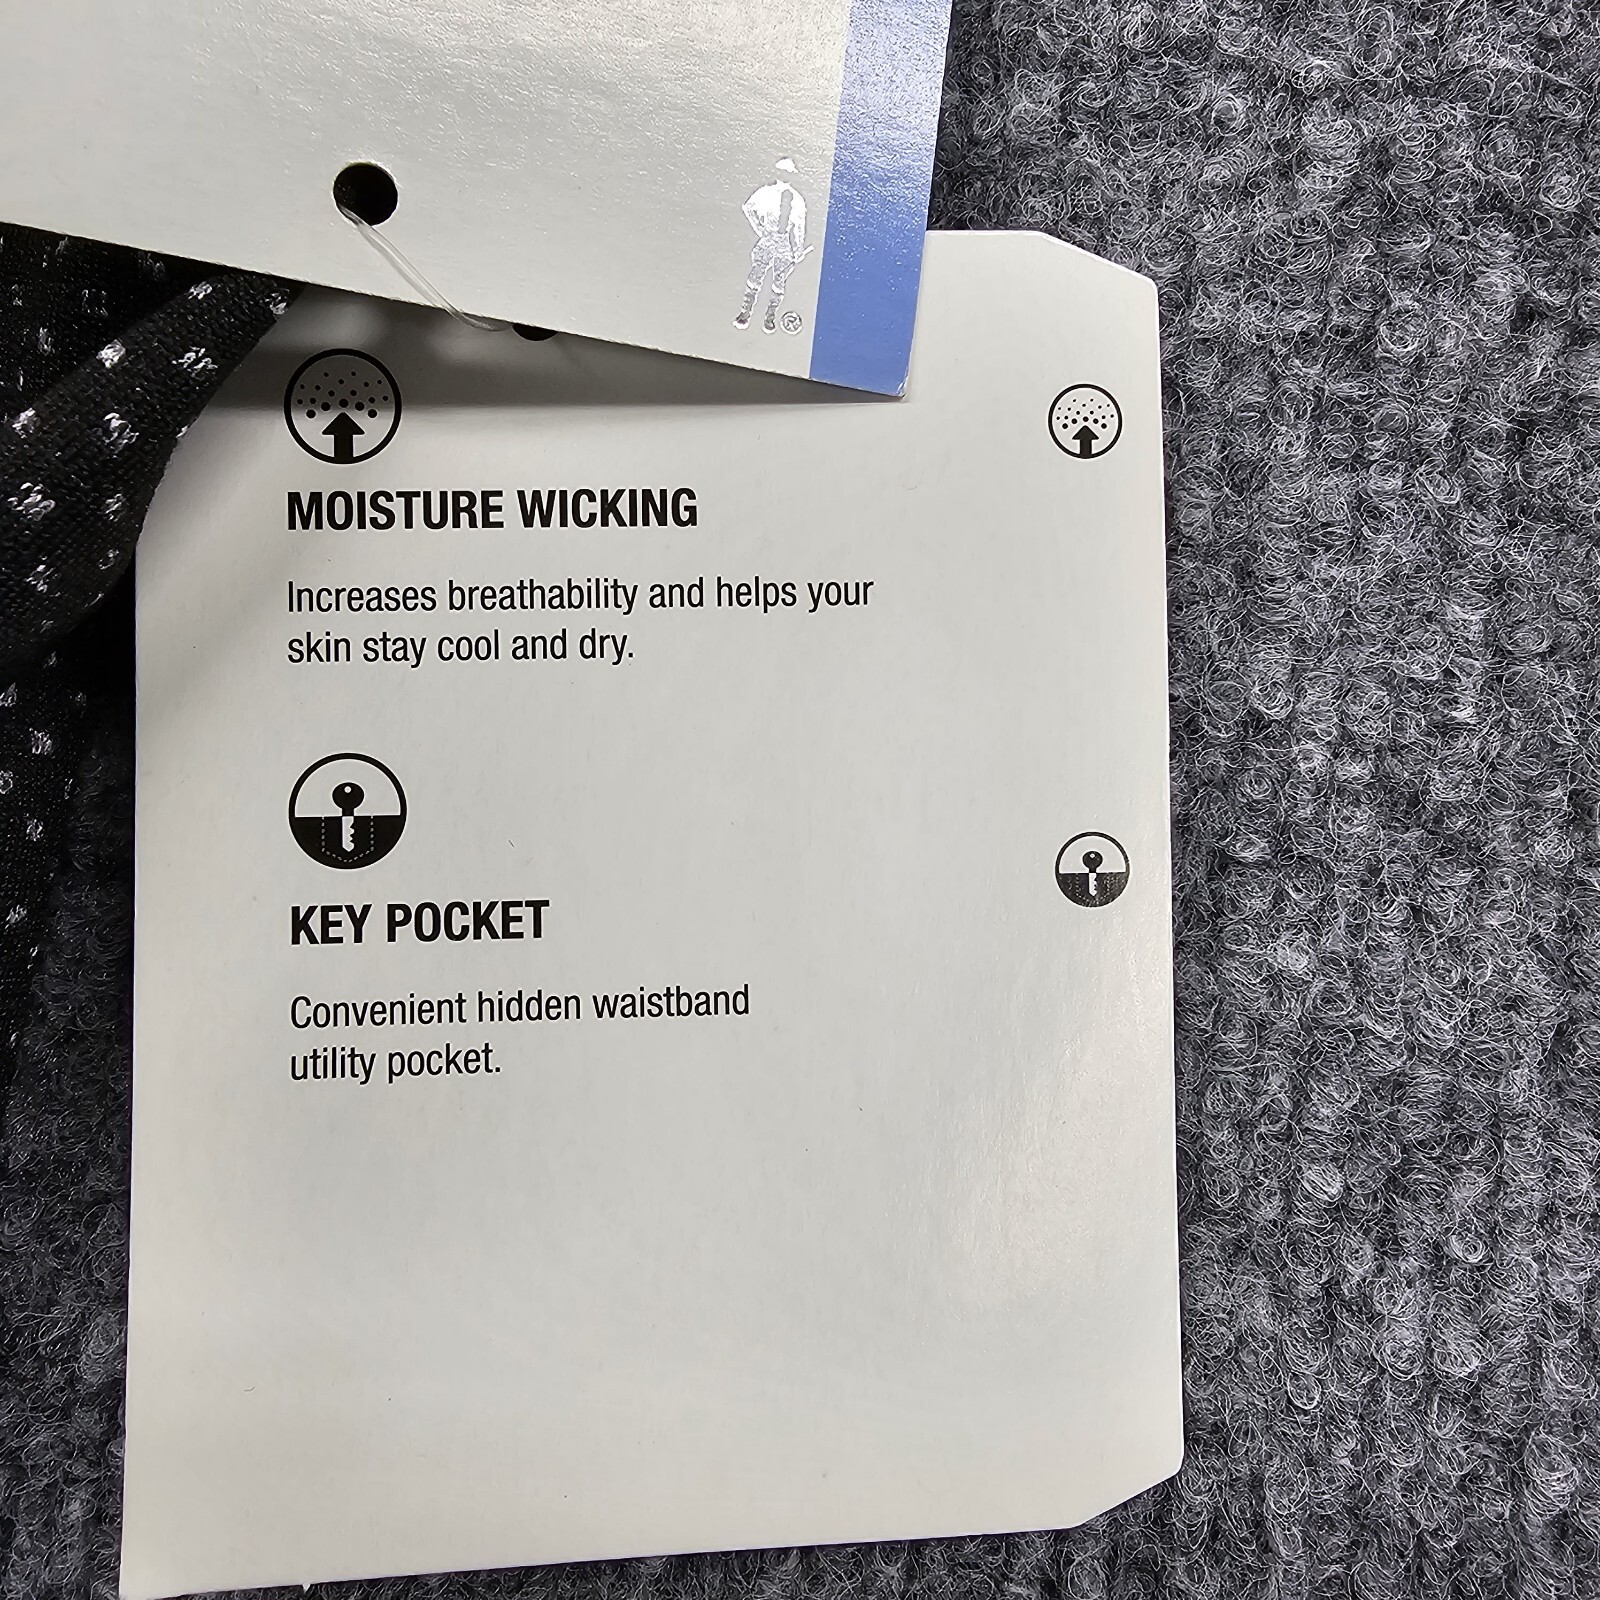 ®
MOISTURE WICKING
Increases breathability and helps your
skin stay cool and dry.
KEY POCKET
Convenient hidden waistband
utility pocket.